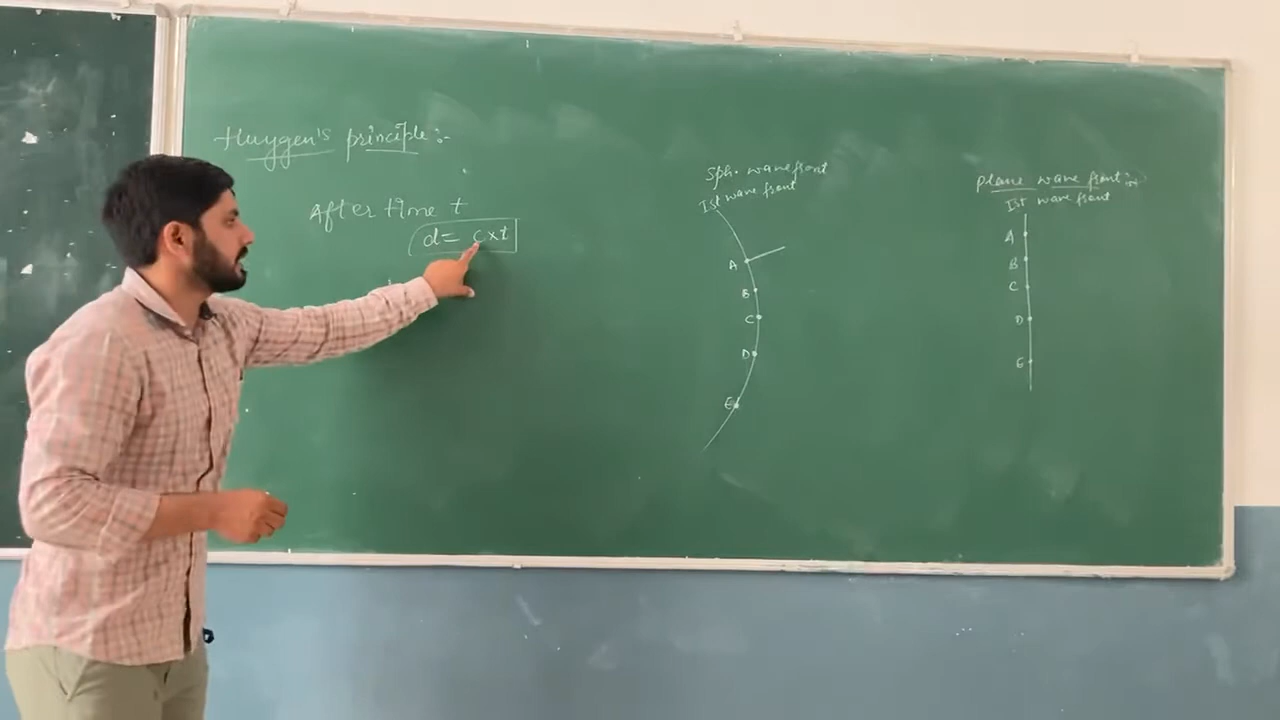 Huygen's principle :-
After time t
d = c x t
Sph. wavefront
Ist wave front
A
B
C
D
E
plane wave front :-
Ist wave front
A
B
C
D
E